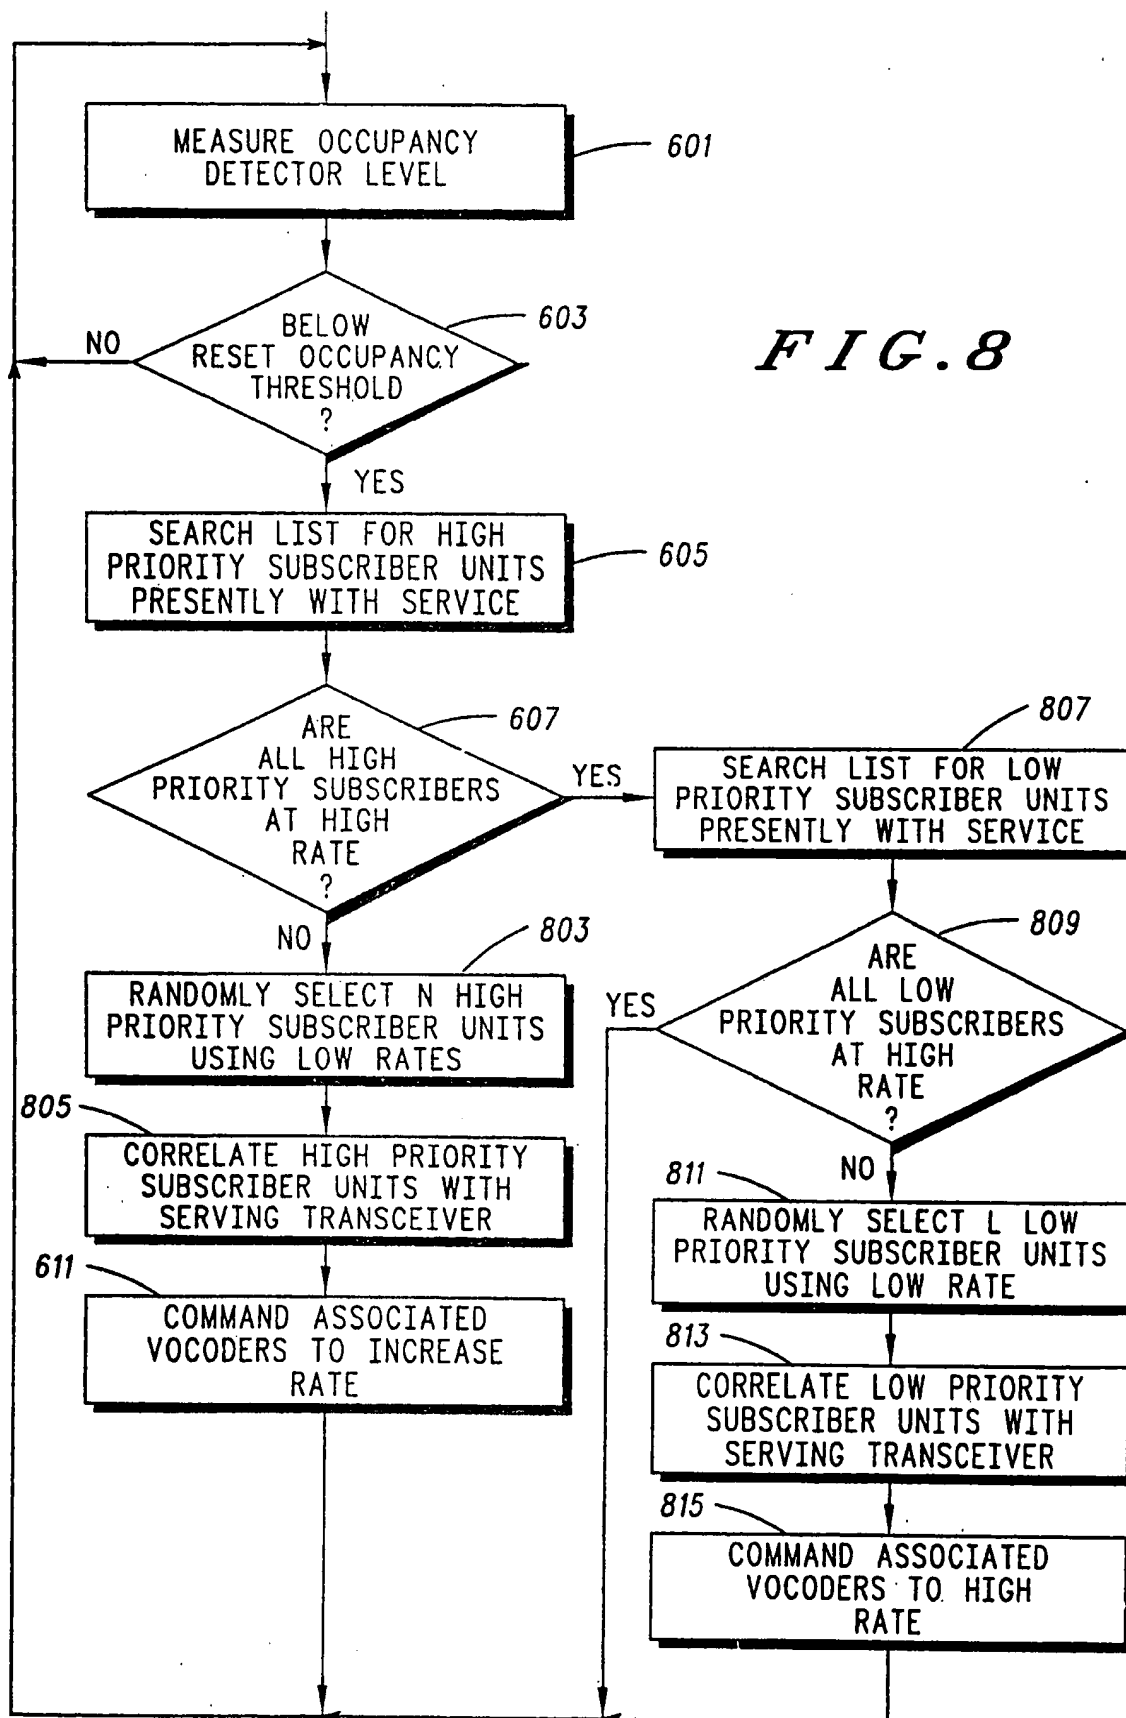 MEASURE OCCUPANCY
DETECTOR LEVEL
601
BELOW
RESET OCCUPANCY
THRESHOLD
?
603
NO
FIG.8
YES
SEARCH LIST FOR HIGH
PRIORITY SUBSCRIBER UNITS
PRESENTLY WITH SERVICE
605
ARE
ALL HIGH
PRIORITY SUBSCRIBERS
AT HIGH
RATE
?
607
YES
NO
RANDOMLY SELECT N HIGH
PRIORITY SUBSCRIBER UNITS
USING LOW RATES
803
805
CORRELATE HIGH PRIORITY
SUBSCRIBER UNITS WITH
SERVING TRANSCEIVER
611
COMMAND ASSOCIATED
VOCODERS TO INCREASE
RATE
807
SEARCH LIST FOR LOW
PRIORITY SUBSCRIBER UNITS
PRESENTLY WITH SERVICE
809
ARE
ALL LOW
PRIORITY SUBSCRIBERS
AT HIGH
RATE
?
YES
NO
811
RANDOMLY SELECT L LOW
PRIORITY SUBSCRIBER UNITS
USING LOW RATE
813
CORRELATE LOW PRIORITY
SUBSCRIBER UNITS WITH
SERVING TRANSCEIVER
815
COMMAND ASSOCIATED
VOCODERS TO HIGH
RATE